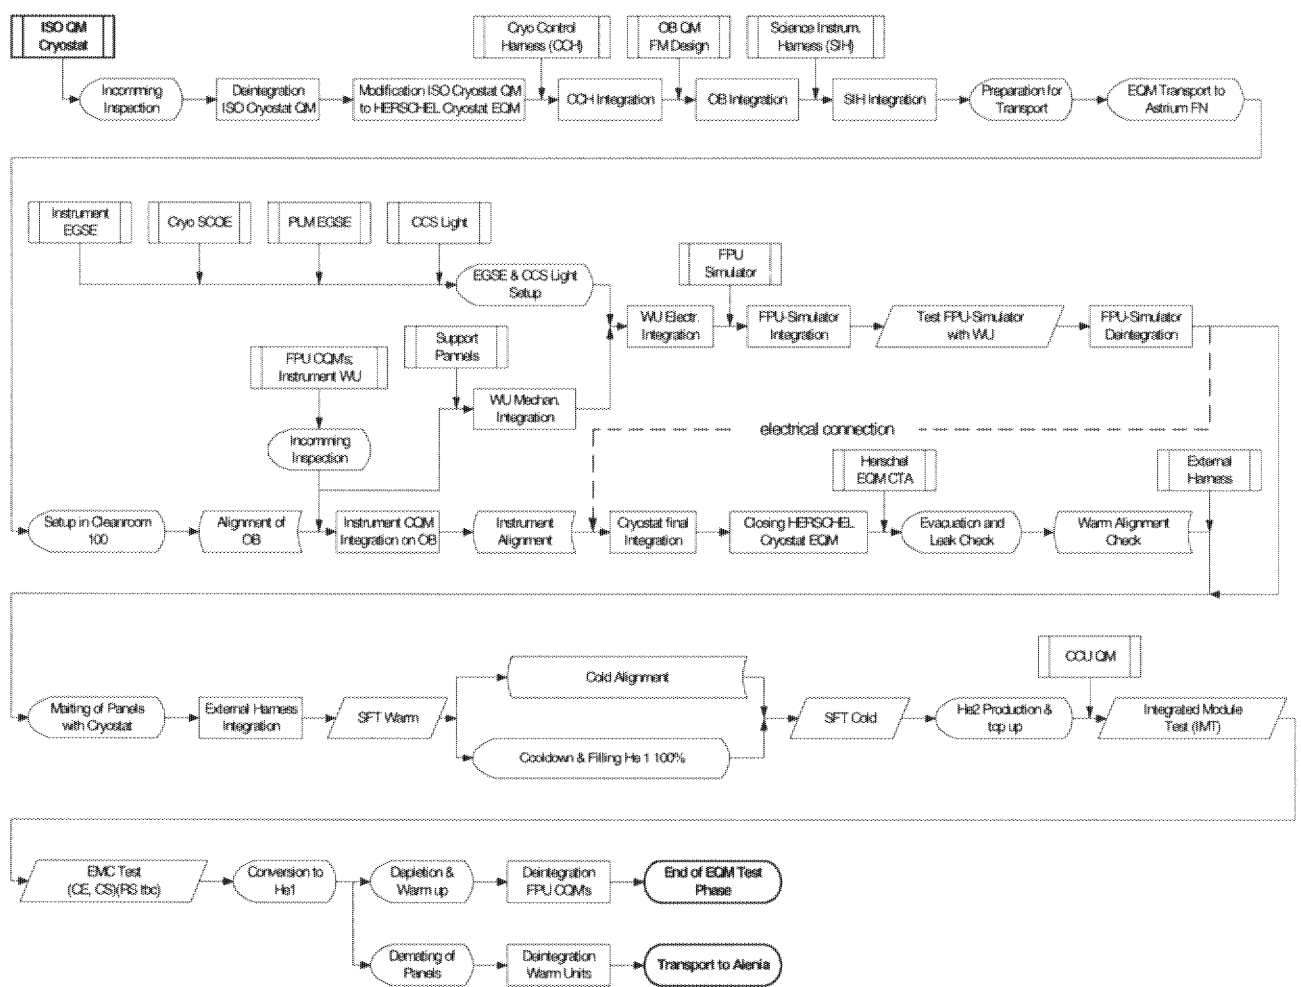 ISO QM
Cryostat
Cryo Control
Harness (CCH)
OB QM
FM Design
Science Instrum.
Harness (SIH)
Incomming
Inspection
Deintegration
ISO Cryostat QM
Modification ISO Cryostat QM
to HERSCHEL Cryostat EQM
CCH Integration
OB Integration
SIH Integration
Preparation for
Transport
EQM Transport to
Astrium FN
Instrument
EGSE
Cryo SCOE
PLM EGSE
CCS Light
EGSE & CCS Light
Setup
FPU
Simulator
WU Electr.
Integration
FPU-Simulator
Integration
Test FPU-Simulator
with WU
FPU-Simulator
Deintegration
Support
Pannels
FPU CQM's;
Instrument WU
WU Mechan.
Integration
Incomming
Inspection
electrical connection
Herschel
EQM CTA
External
Harness
Setup in Cleanroom
100
Alignment of
OB
Instrument CQM
Integration on OB
Instrument
Alignment
Cryostat final
Integration
Closing HERSCHEL
Cryostat EQM
Evacuation and
Leak Check
Warm Alignment
Check
CCU QM
Cold Alignment
Maiting of Panels
with Cryostat
External Harness
Integration
SFT Warm
SFT Cold
He2 Production &
top up
Integrated Module
Test (IMT)
Cooldown & Filling He 1 100%
EMC Test
(CE, CS)(RS tbc)
Conversion to
He1
Depletion &
Warm up
Deintegration
FPU CQMs
End of EQM Test
Phase
Demating of
Panels
Deintegration
Warm Units
Transport to Alenia